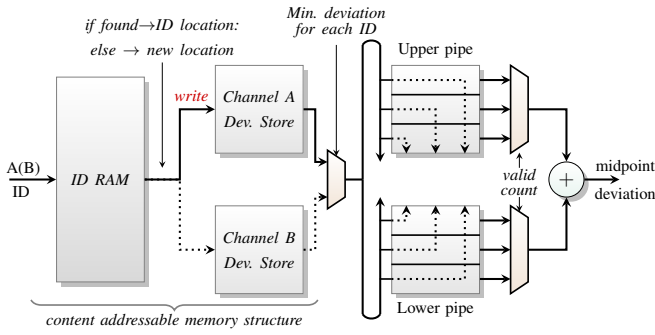 if found→ID location:
else → new location
Min. deviation
for each ID
Upper pipe
write
Channel A
Dev. Store
A(B)
ID
ID RAM
valid
count
+
midpoint
deviation
Channel B
Dev. Store
Lower pipe
content addressable memory structure